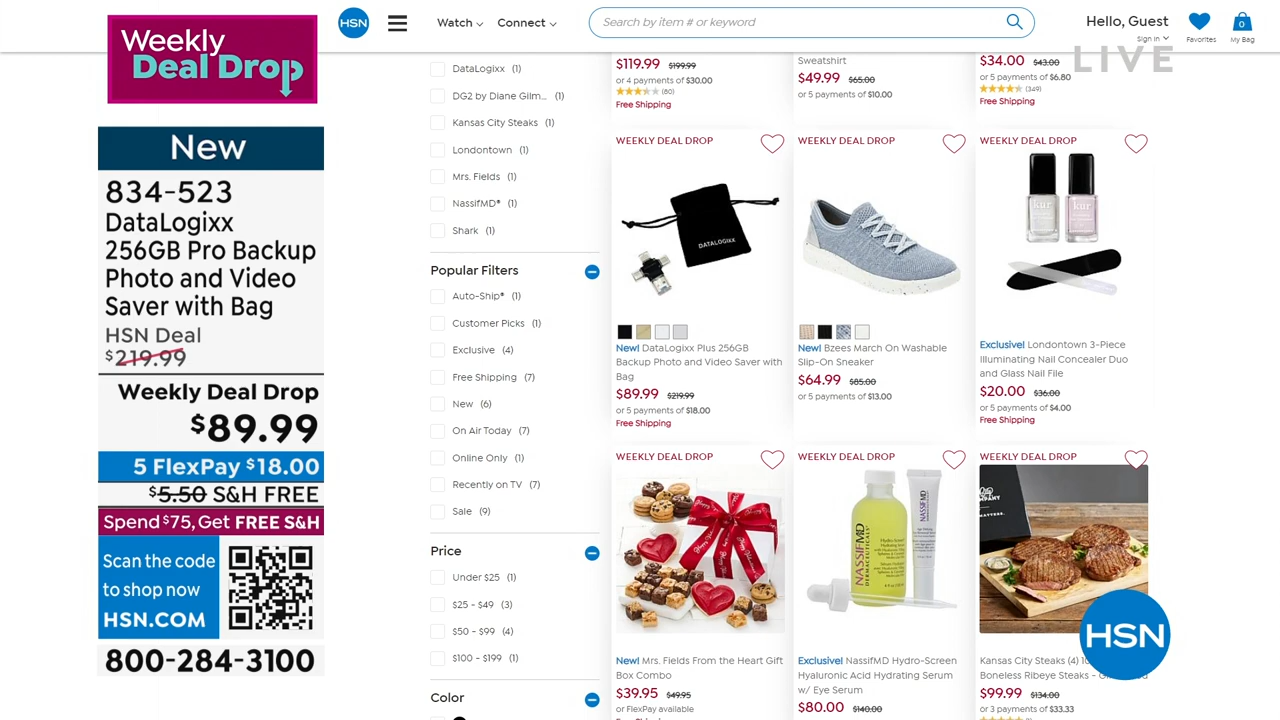 Weekly
Deal Drop
New
834-523
DataLogixx
256GB Pro Backup
Photo and Video
Saver with Bag
HSN Deal
$219.99
Weekly Deal Drop
$89.99
5 FlexPay $18.00
$5.50 S&H FREE
Spend $75, Get FREE S&H
Scan the code
to shop now
HSN.COM
800-284-3100
HSN
Watch
Connect
Search by item # or keyword
Hello, Guest
Sign in
Favorites
0
My Bag
LIVE
DataLogixx (1)
DG2 by Diane Gilm... (1)
Kansas City Steaks (1)
Londontown (1)
Mrs. Fields (1)
NassifMD® (1)
Shark (1)
Popular Filters
Auto-Ship® (1)
Customer Picks (1)
Exclusive (4)
Free Shipping (7)
New (6)
On Air Today (7)
Online Only (1)
Recently on TV (7)
Sale (9)
Price
Under $25 (1)
$25 - $49 (3)
$50 - $99 (4)
$100 - $199 (1)
Color
$119.99 $199.99
or 4 payments of $30.00
(80)
Free Shipping
Sweatshirt
$49.99 $65.00
or 5 payments of $10.00
$34.00 $43.00
or 5 payments of $6.80
(349)
Free Shipping
WEEKLY DEAL DROP
DATALOGIXX
New! DataLogixx Plus 256GB
Backup Photo and Video Saver with
Bag
$89.99 $219.99
or 5 payments of $18.00
Free Shipping
WEEKLY DEAL DROP
New! Bzees March On Washable
Slip-On Sneaker
$64.99 $85.00
or 5 payments of $13.00
WEEKLY DEAL DROP
kur
kur
Exclusive! Londontown 3-Piece
Illuminating Nail Concealer Duo
and Glass Nail File
$20.00 $36.00
or 5 payments of $4.00
Free Shipping
WEEKLY DEAL DROP
New! Mrs. Fields From the Heart Gift
Box Combo
$39.95 $49.95
or FlexPay available
WEEKLY DEAL DROP
NASSIFMD
DERMACEUTICALS
NASSIFMD
Exclusive! NassifMD Hydro-Screen
Hyaluronic Acid Hydrating Serum
w/ Eye Serum
$80.00 $140.00
WEEKLY DEAL DROP
Kansas City Steaks (4)
Boneless Ribeye Steaks -
$99.99 $134.00
or 3 payments of $33.33
HSN